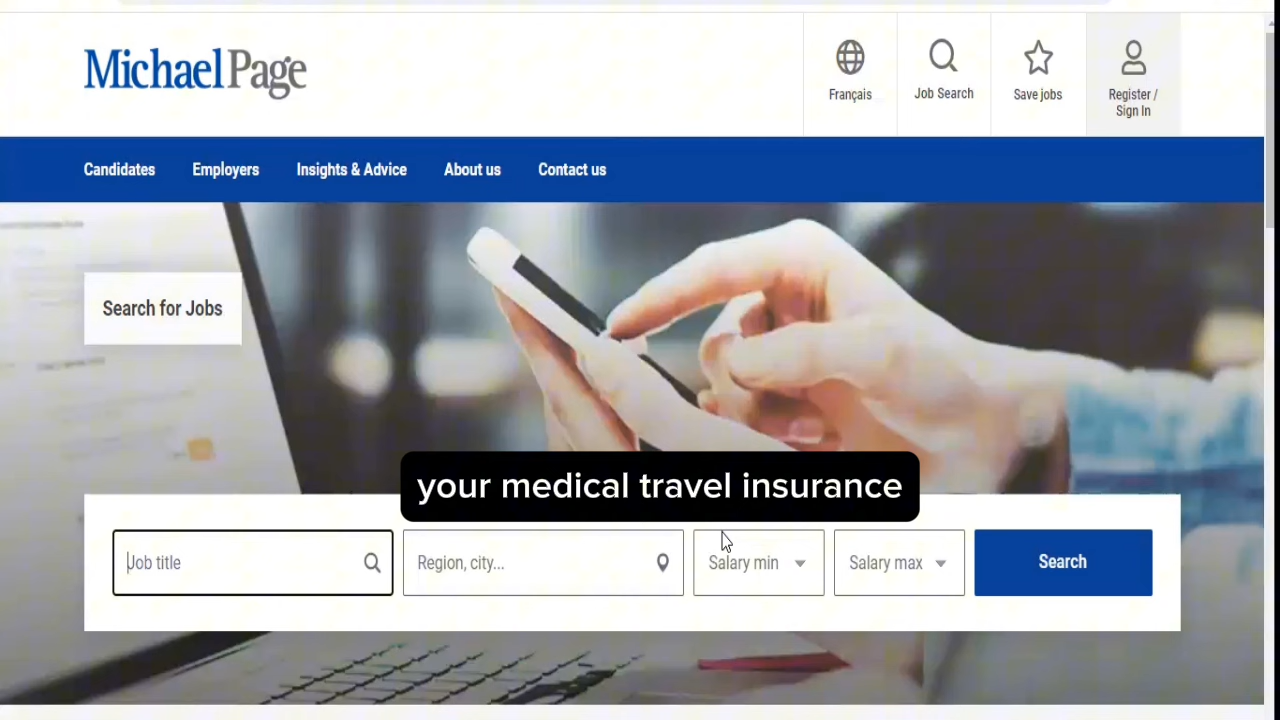 MichaelPage
Français
Job Search
Save jobs
Register /
Sign In
Candidates
Employers
Insights & Advice
About us
Contact us
Search for Jobs
your medical travel insurance
Job title
Region, city...
Salary min
Salary max
Search